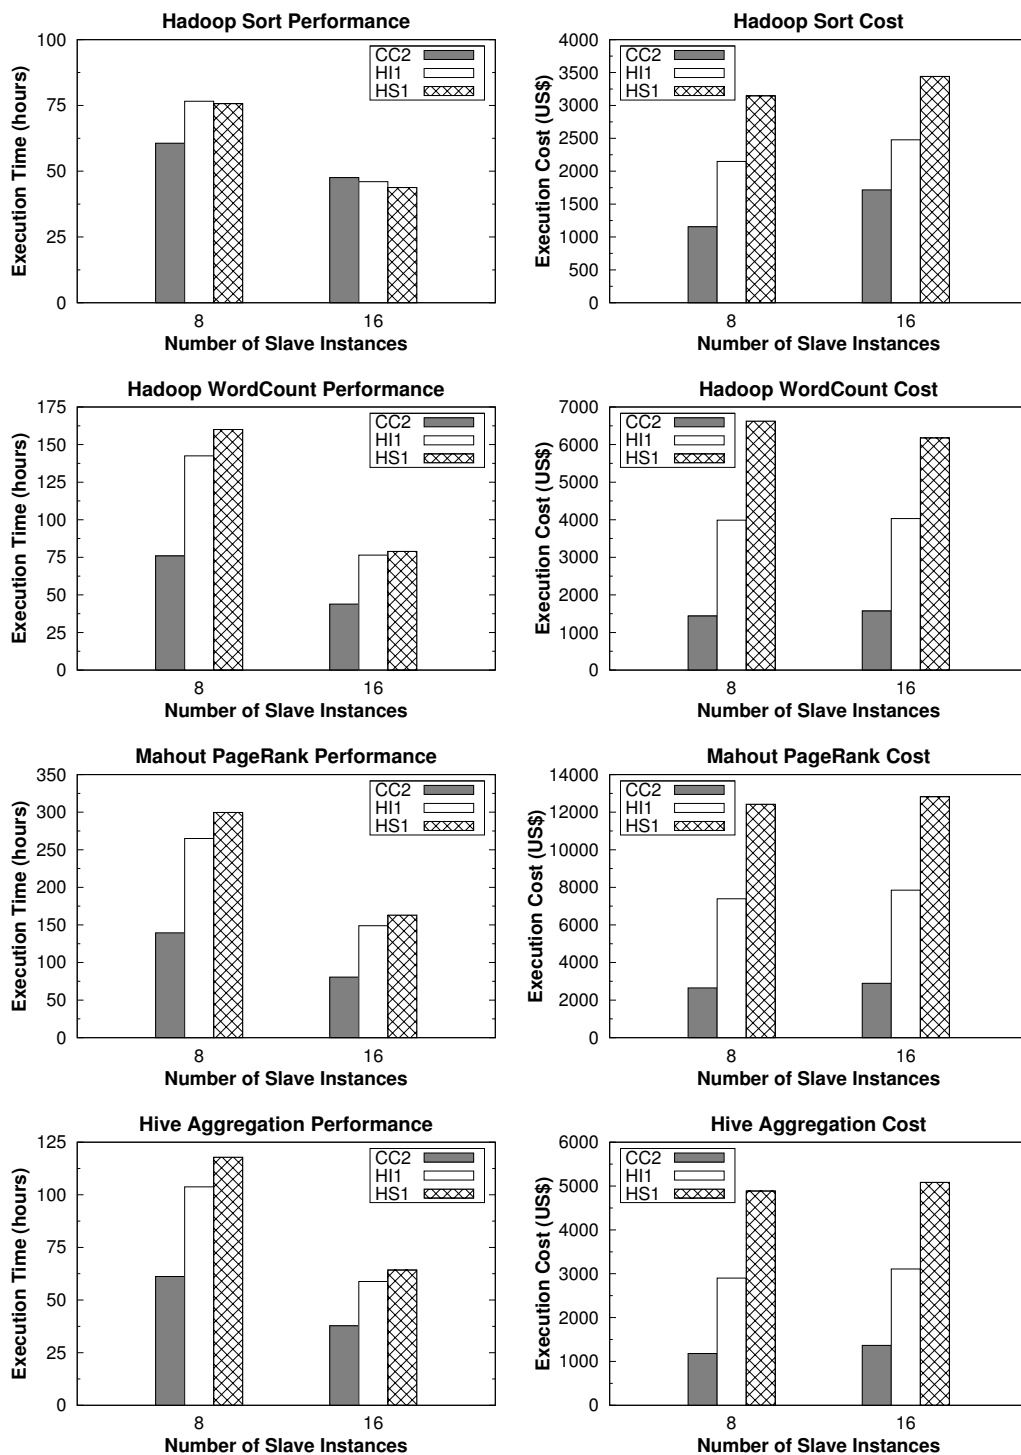 Hadoop Sort Performance
Execution Time (hours)
100
75
50
25
0
CC2
HI1
HS1
8
16
Number of Slave Instances
Hadoop Sort Cost
Execution Cost (US$)
4000
3500
3000
2500
2000
1500
1000
500
0
CC2
HI1
HS1
8
16
Number of Slave Instances
Hadoop WordCount Performance
Execution Time (hours)
175
150
125
100
75
50
25
0
CC2
HI1
HS1
8
16
Number of Slave Instances
Hadoop WordCount Cost
Execution Cost (US$)
7000
6000
5000
4000
3000
2000
1000
0
CC2
HI1
HS1
8
16
Number of Slave Instances
Mahout PageRank Performance
Execution Time (hours)
350
300
250
200
150
100
50
0
CC2
HI1
HS1
8
16
Number of Slave Instances
Mahout PageRank Cost
Execution Cost (US$)
14000
12000
10000
8000
6000
4000
2000
0
CC2
HI1
HS1
8
16
Number of Slave Instances
Hive Aggregation Performance
Execution Time (hours)
125
100
75
50
25
0
CC2
HI1
HS1
8
16
Number of Slave Instances
Hive Aggregation Cost
Execution Cost (US$)
6000
5000
4000
3000
2000
1000
0
CC2
HI1
HS1
8
16
Number of Slave Instances